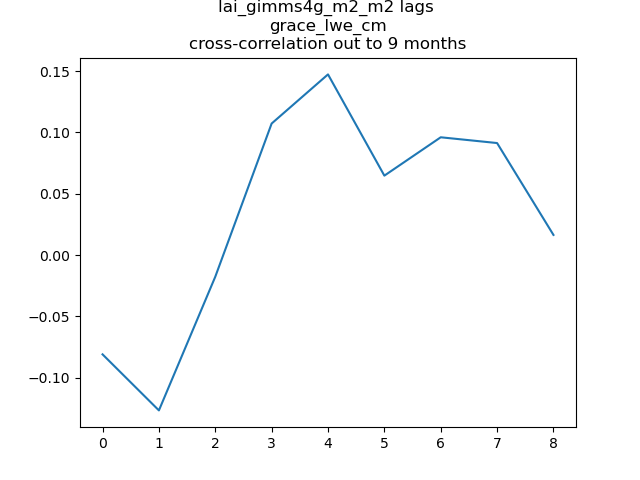 lai_gimms4g_m2_m2 lags
grace_lwe_cm
cross-correlation out to 9 months
0.15
0.10
0.05
0.00
−0.05
−0.10
0 1 2 3 4 5 6 7 8